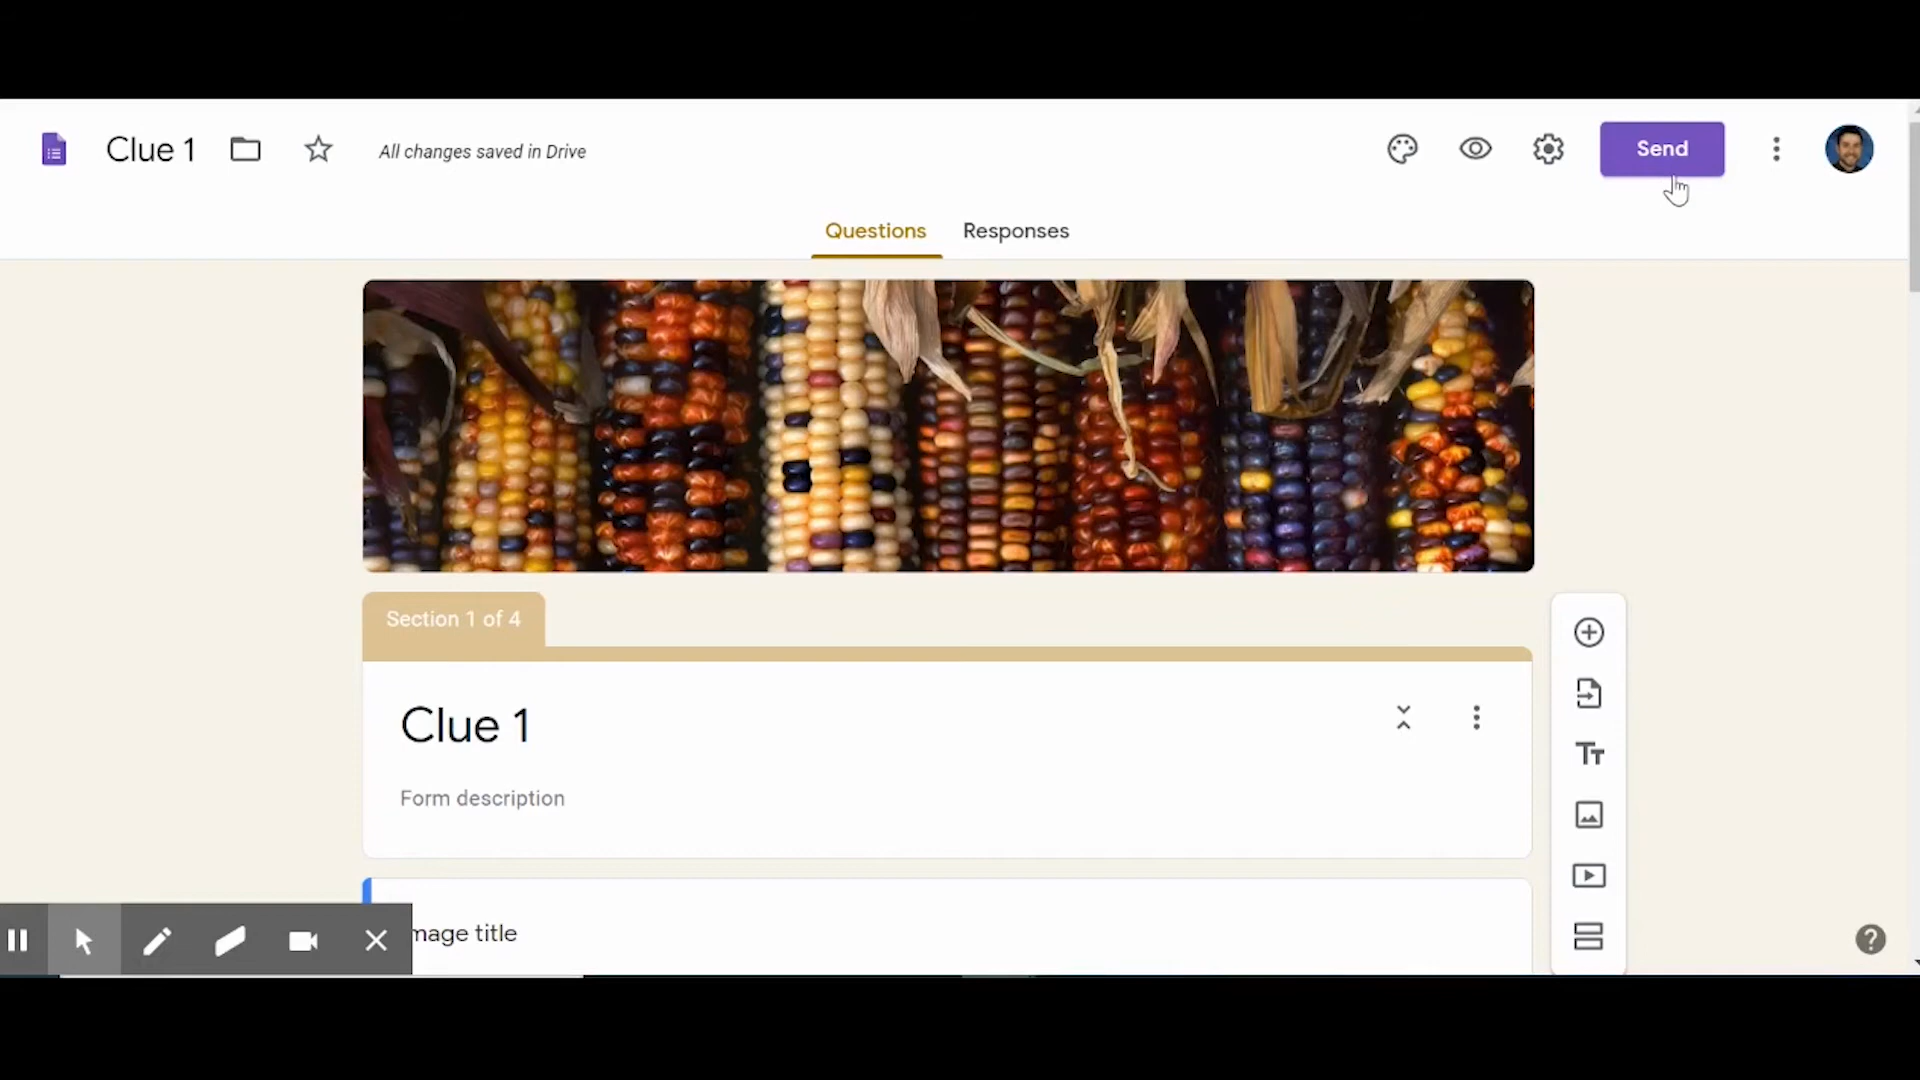 Clue 1
All changes saved in Drive
Send
Questions
Responses
Section 1 of 4
Clue 1
Form description
mage title